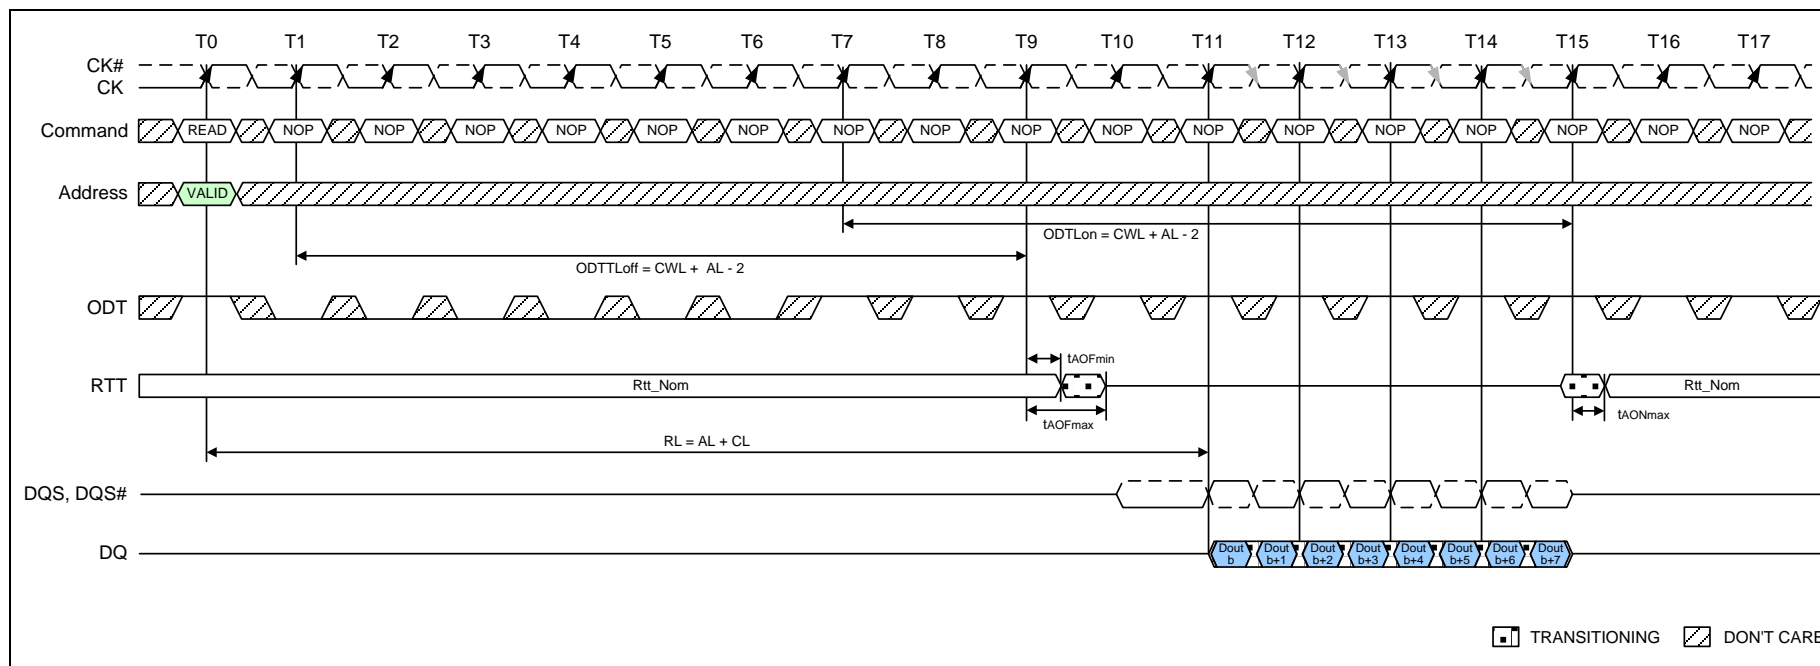 T0 T1 T2 T3 T4 T5 T6 T7 T8 T9 T10 T11 T12 T13 T14 T15 T16 T17
CK#
CK
Command READ NOP NOP NOP NOP NOP NOP NOP NOP NOP NOP NOP NOP NOP NOP NOP NOP NOP
Address VALID
ODTLon = CWL + AL - 2
ODTTLoff = CWL + AL - 2
ODT
tAOFmin
RTT Rtt_Nom Rtt_Nom
tAOFmax tAONmax
RL = AL + CL
DQS, DQS#
DQ
Dout Dout Dout Dout Dout Dout Dout Dout
b b+1 b+2 b+3 b+4 b+5 b+6 b+7
TRANSITIONING DON'T CARE